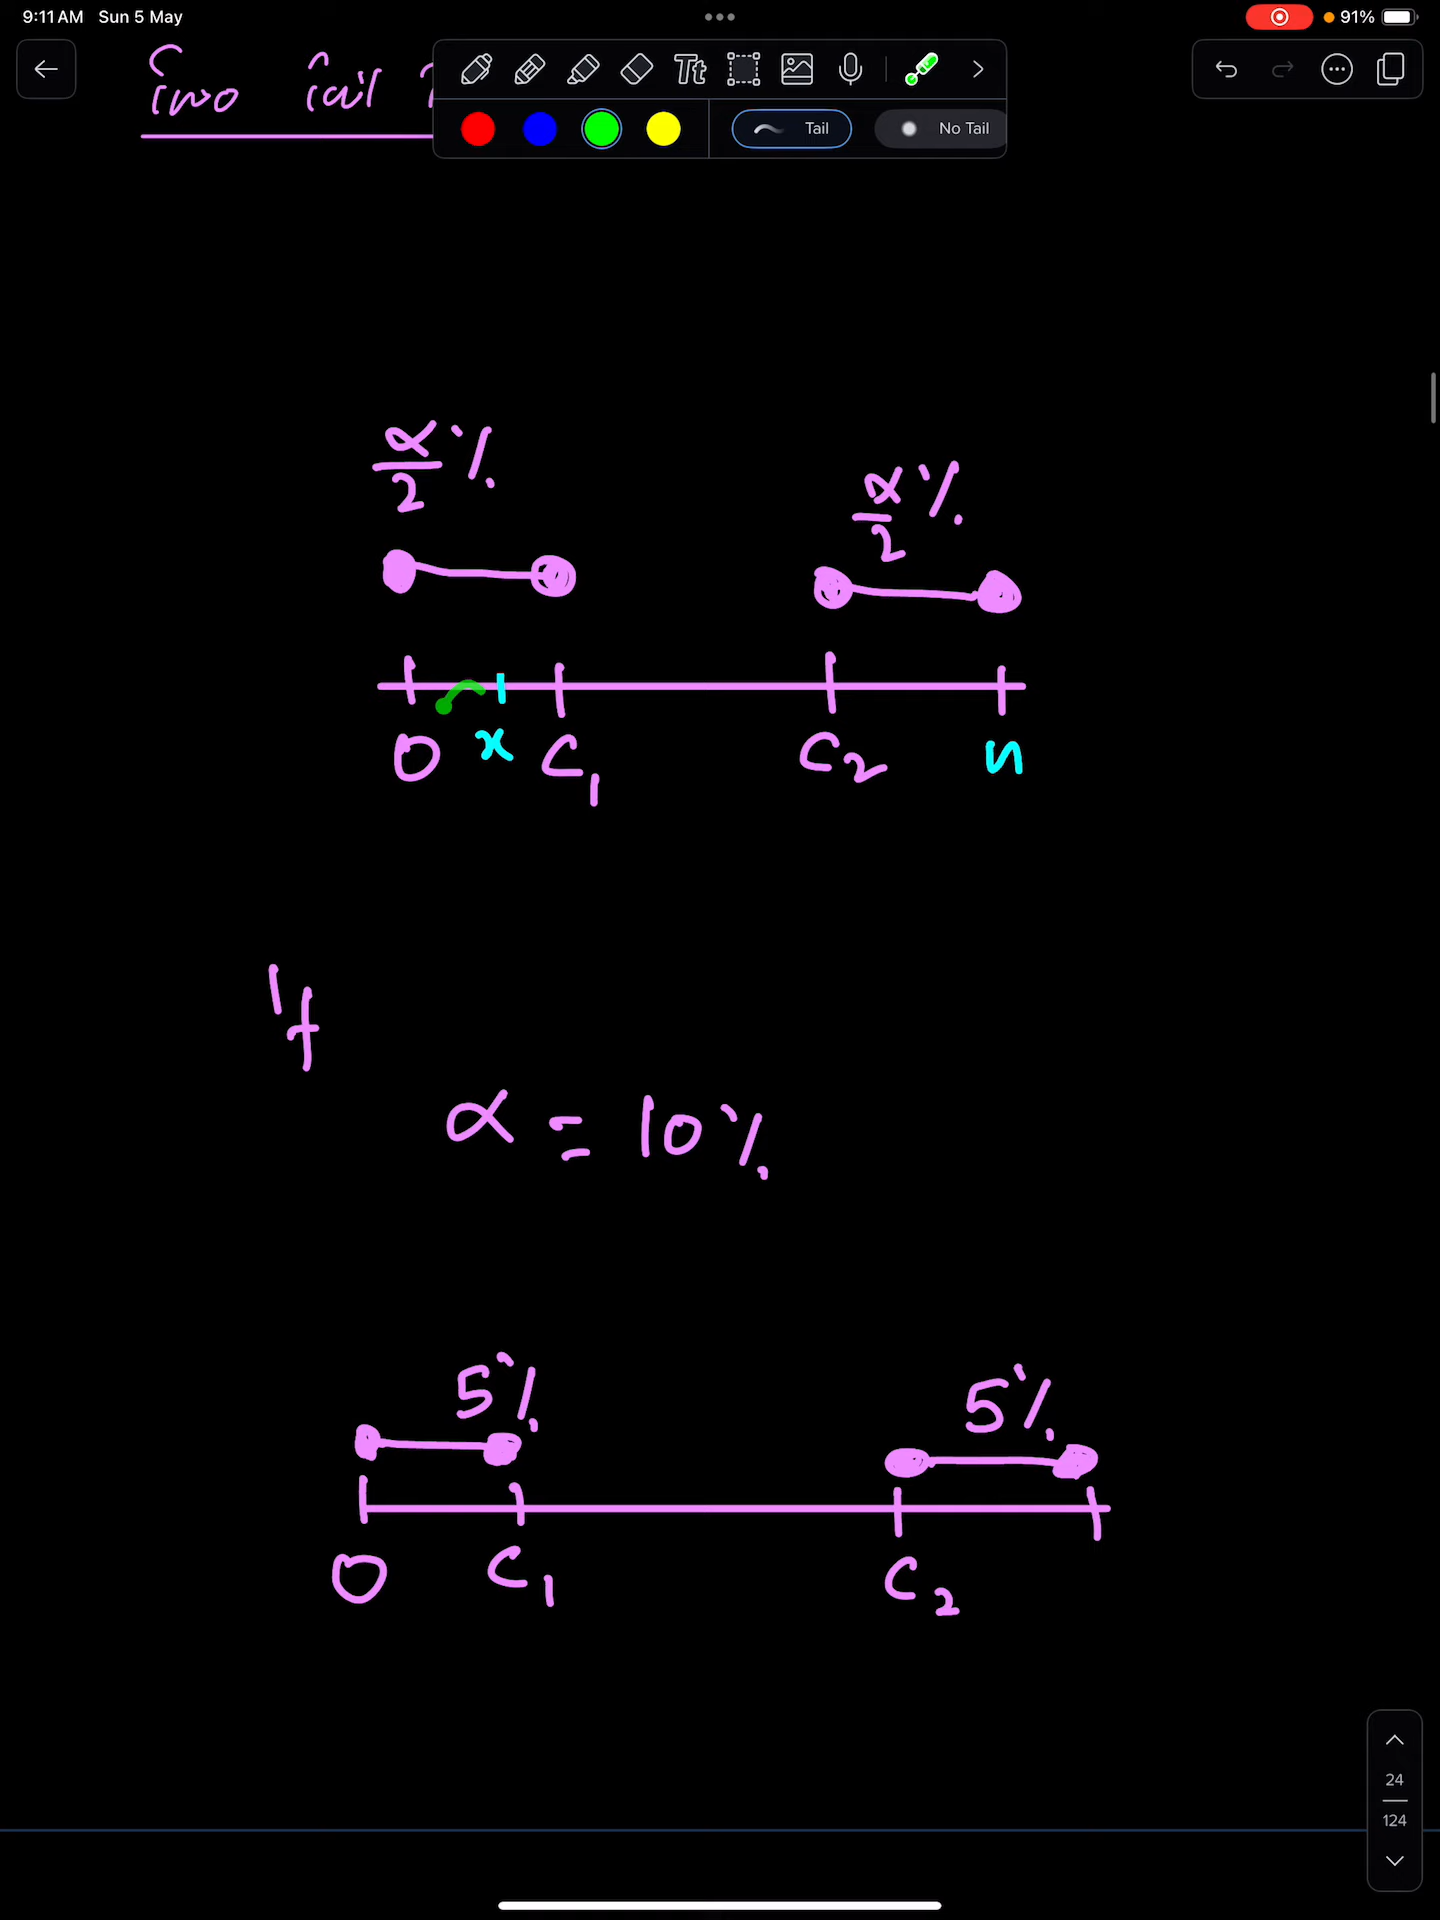 9:11 AM Sun 5 May
91%
Two tail
Tt
Tail
No Tail
α/2 %
α/2 %
0 x C₁ C₂ n
If
α = 10%
5% 5%
0 C₁ C₂
24
124